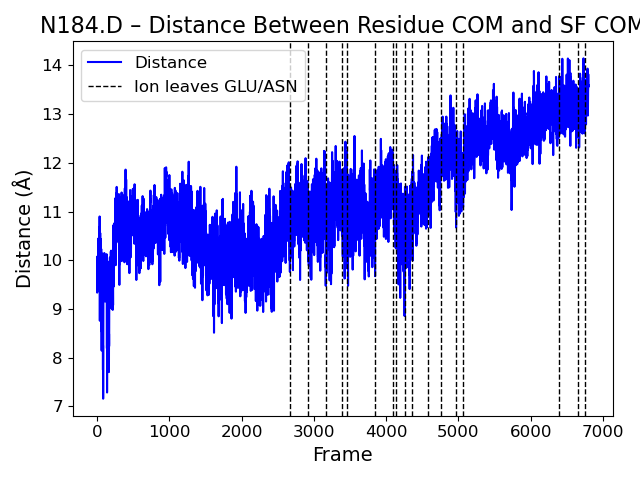 N184.D – Distance Between Residue COM and SF COM
Distance
Ion leaves GLU/ASN
Distance (Å)
14
13
12
11
10
9
8
7
0 1000 2000 3000 4000 5000 6000 7000
Frame